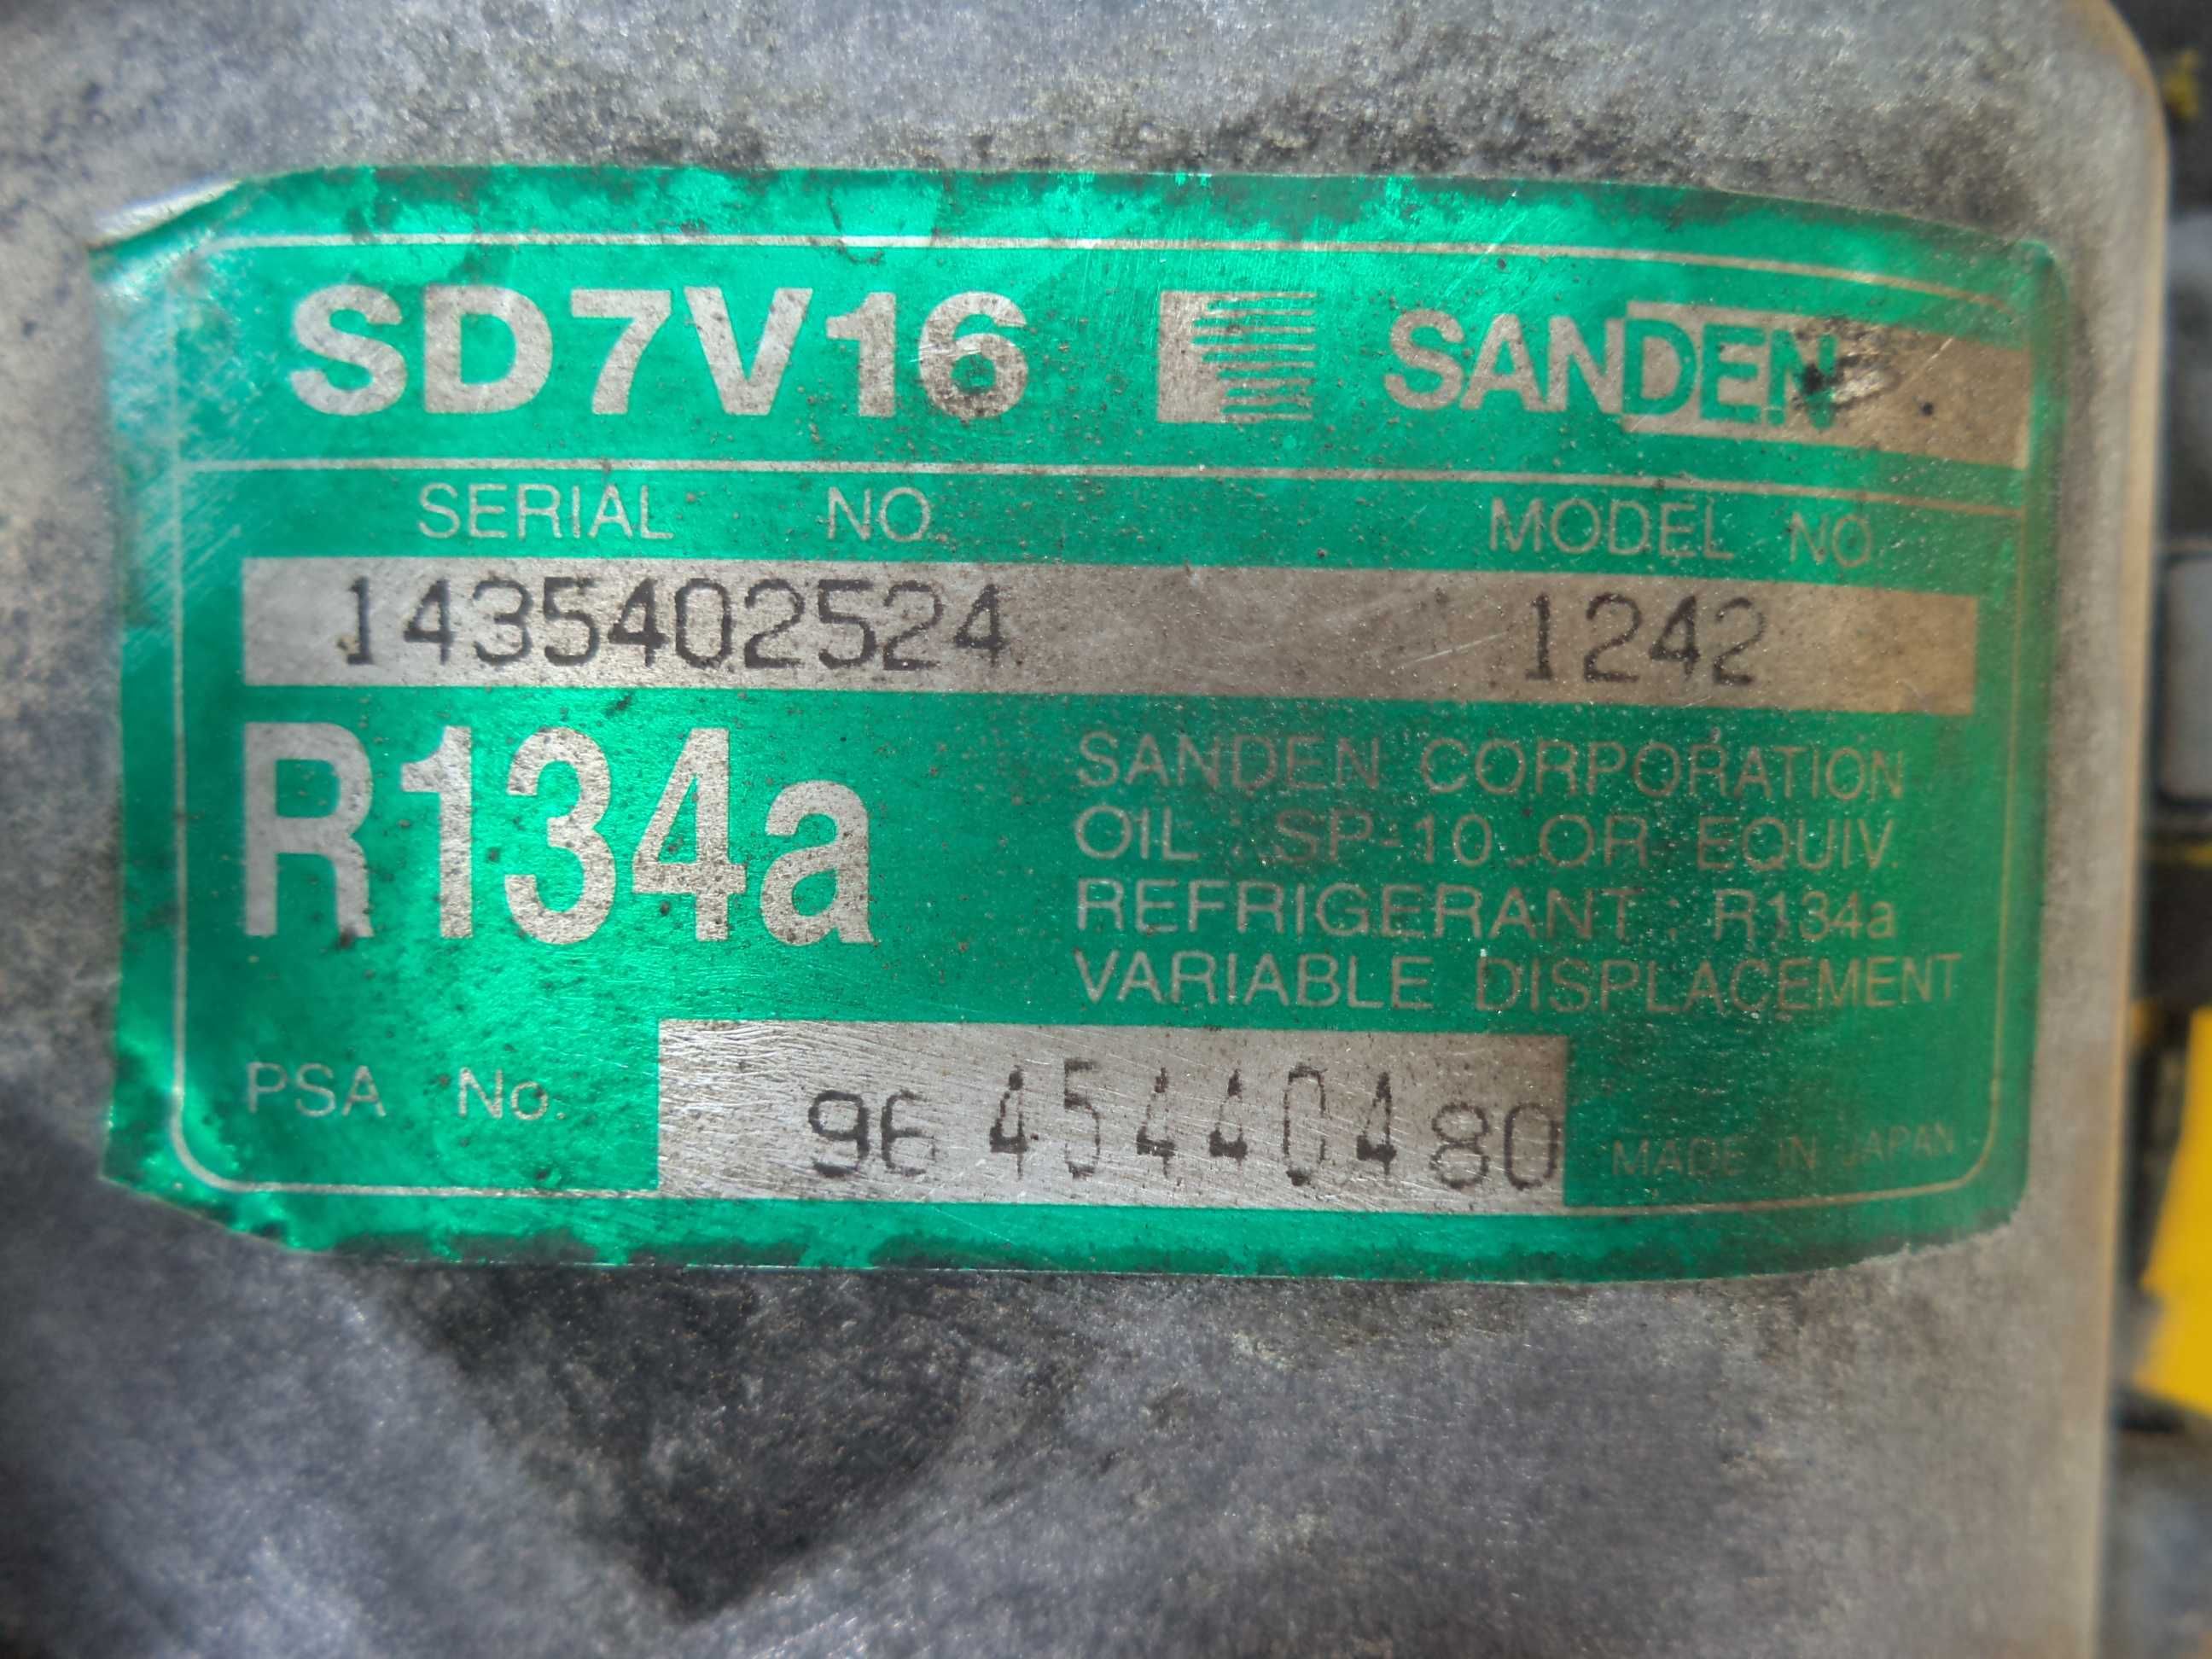 SD7V16 SANDEN
SERIAL NO. MODEL NO.
1435402524 1242
R134a
SANDEN CORPORATION
OIL : SP-10 OR EQUIV.
REFRIGERANT : R134a
VARIABLE DISPLACEMENT
PSA No. 96 454404 80 MADE IN JAPAN